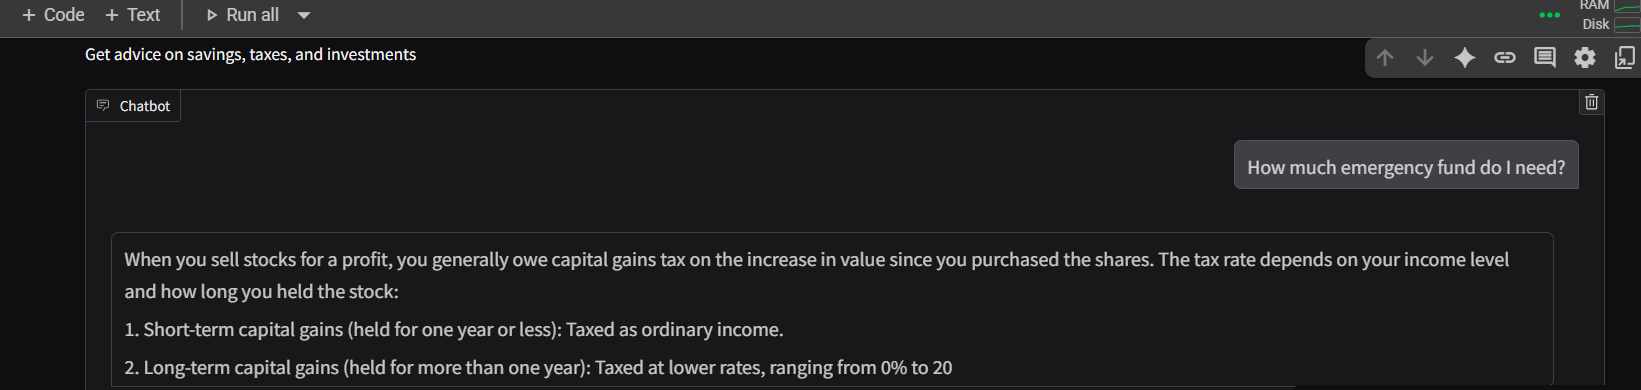 + Code + Text Run all
RAM
Disk
Get advice on savings, taxes, and investments
Chatbot
How much emergency fund do I need?
When you sell stocks for a profit, you generally owe capital gains tax on the increase in value since you purchased the shares. The tax rate depends on your income level
and how long you held the stock:
1. Short-term capital gains (held for one year or less): Taxed as ordinary income.
2. Long-term capital gains (held for more than one year): Taxed at lower rates, ranging from 0% to 20